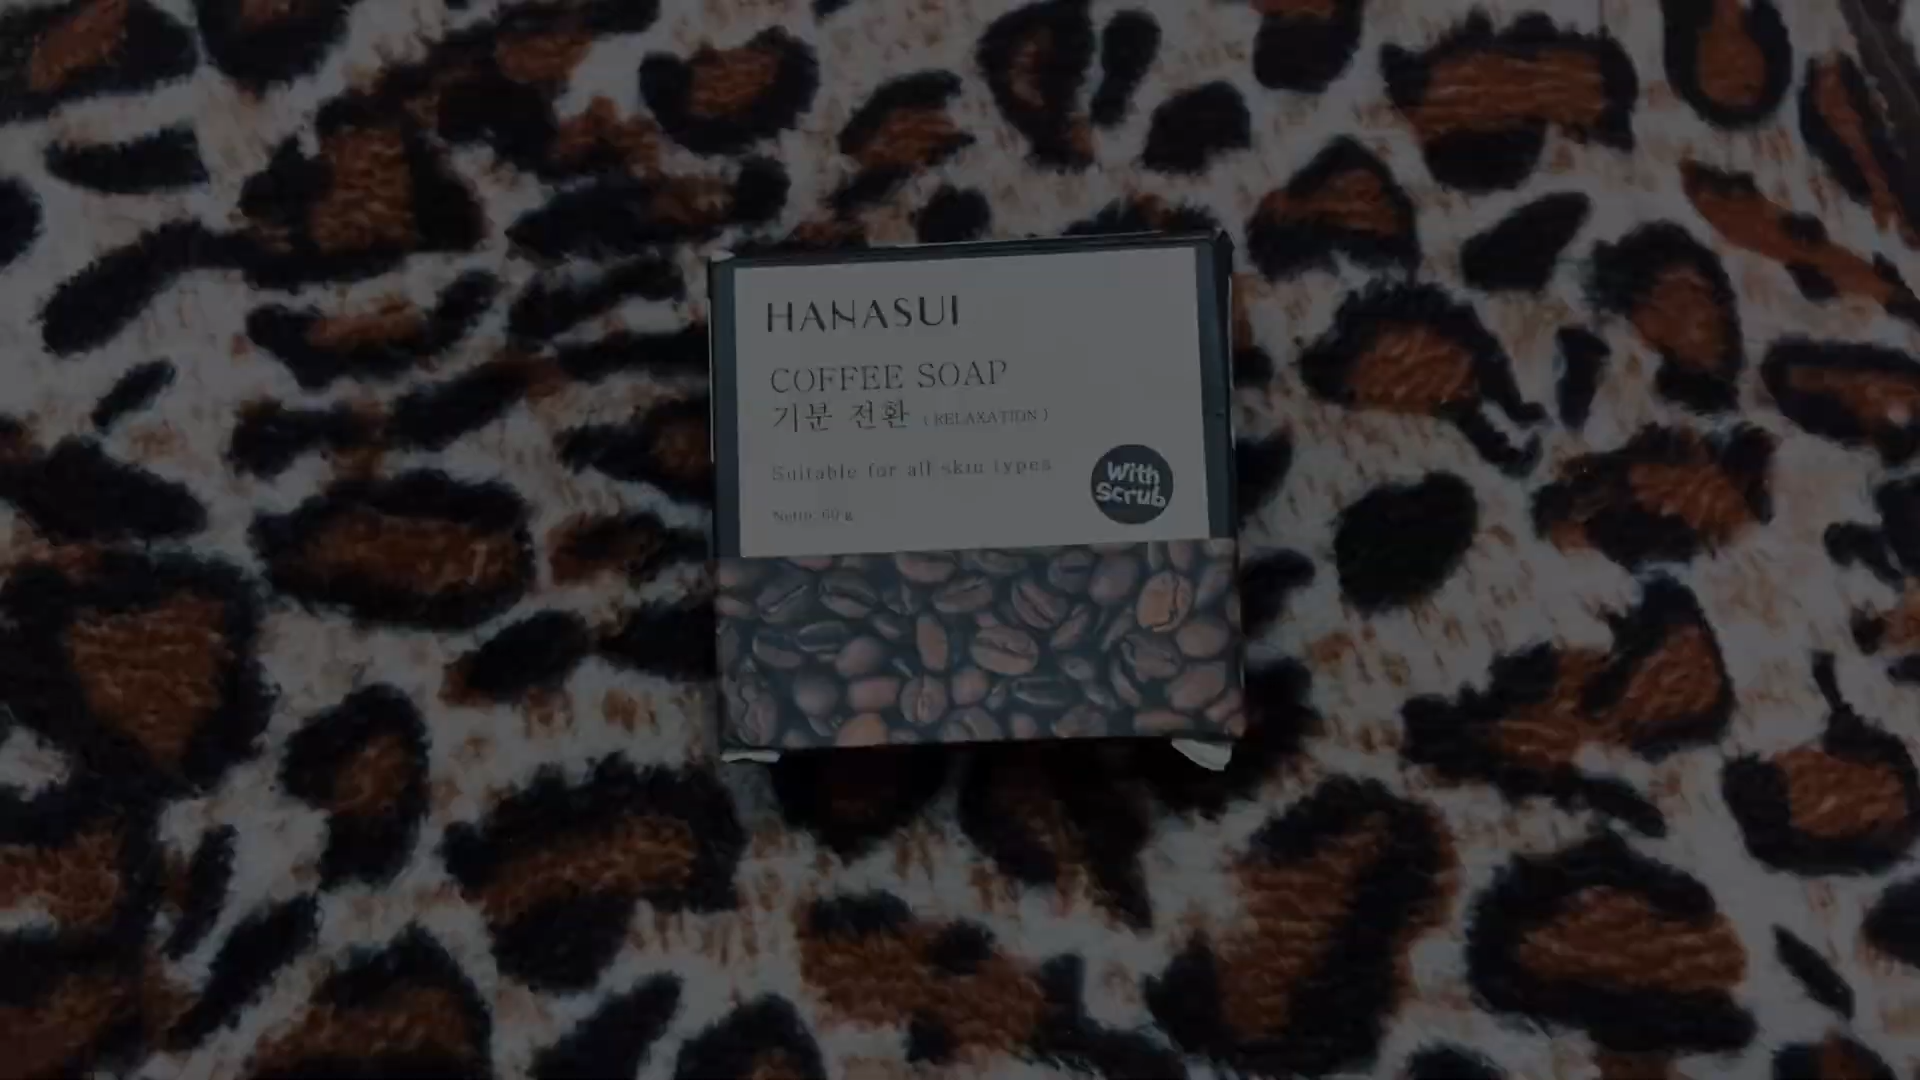 HANASUI
COFFEE SOAP
기분 전환 ( RELAXATION )
Suitable for all skin types
With
Scrub
Netto: 60 g